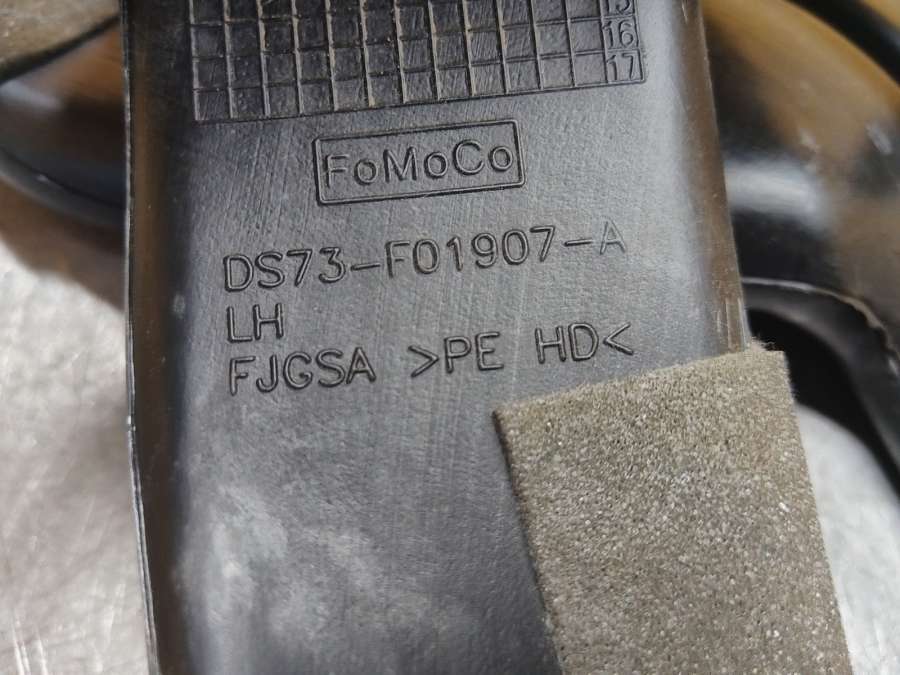 16
17
FoMoCo
DS73-F01907-A
LH
FJGSA >PE HD<